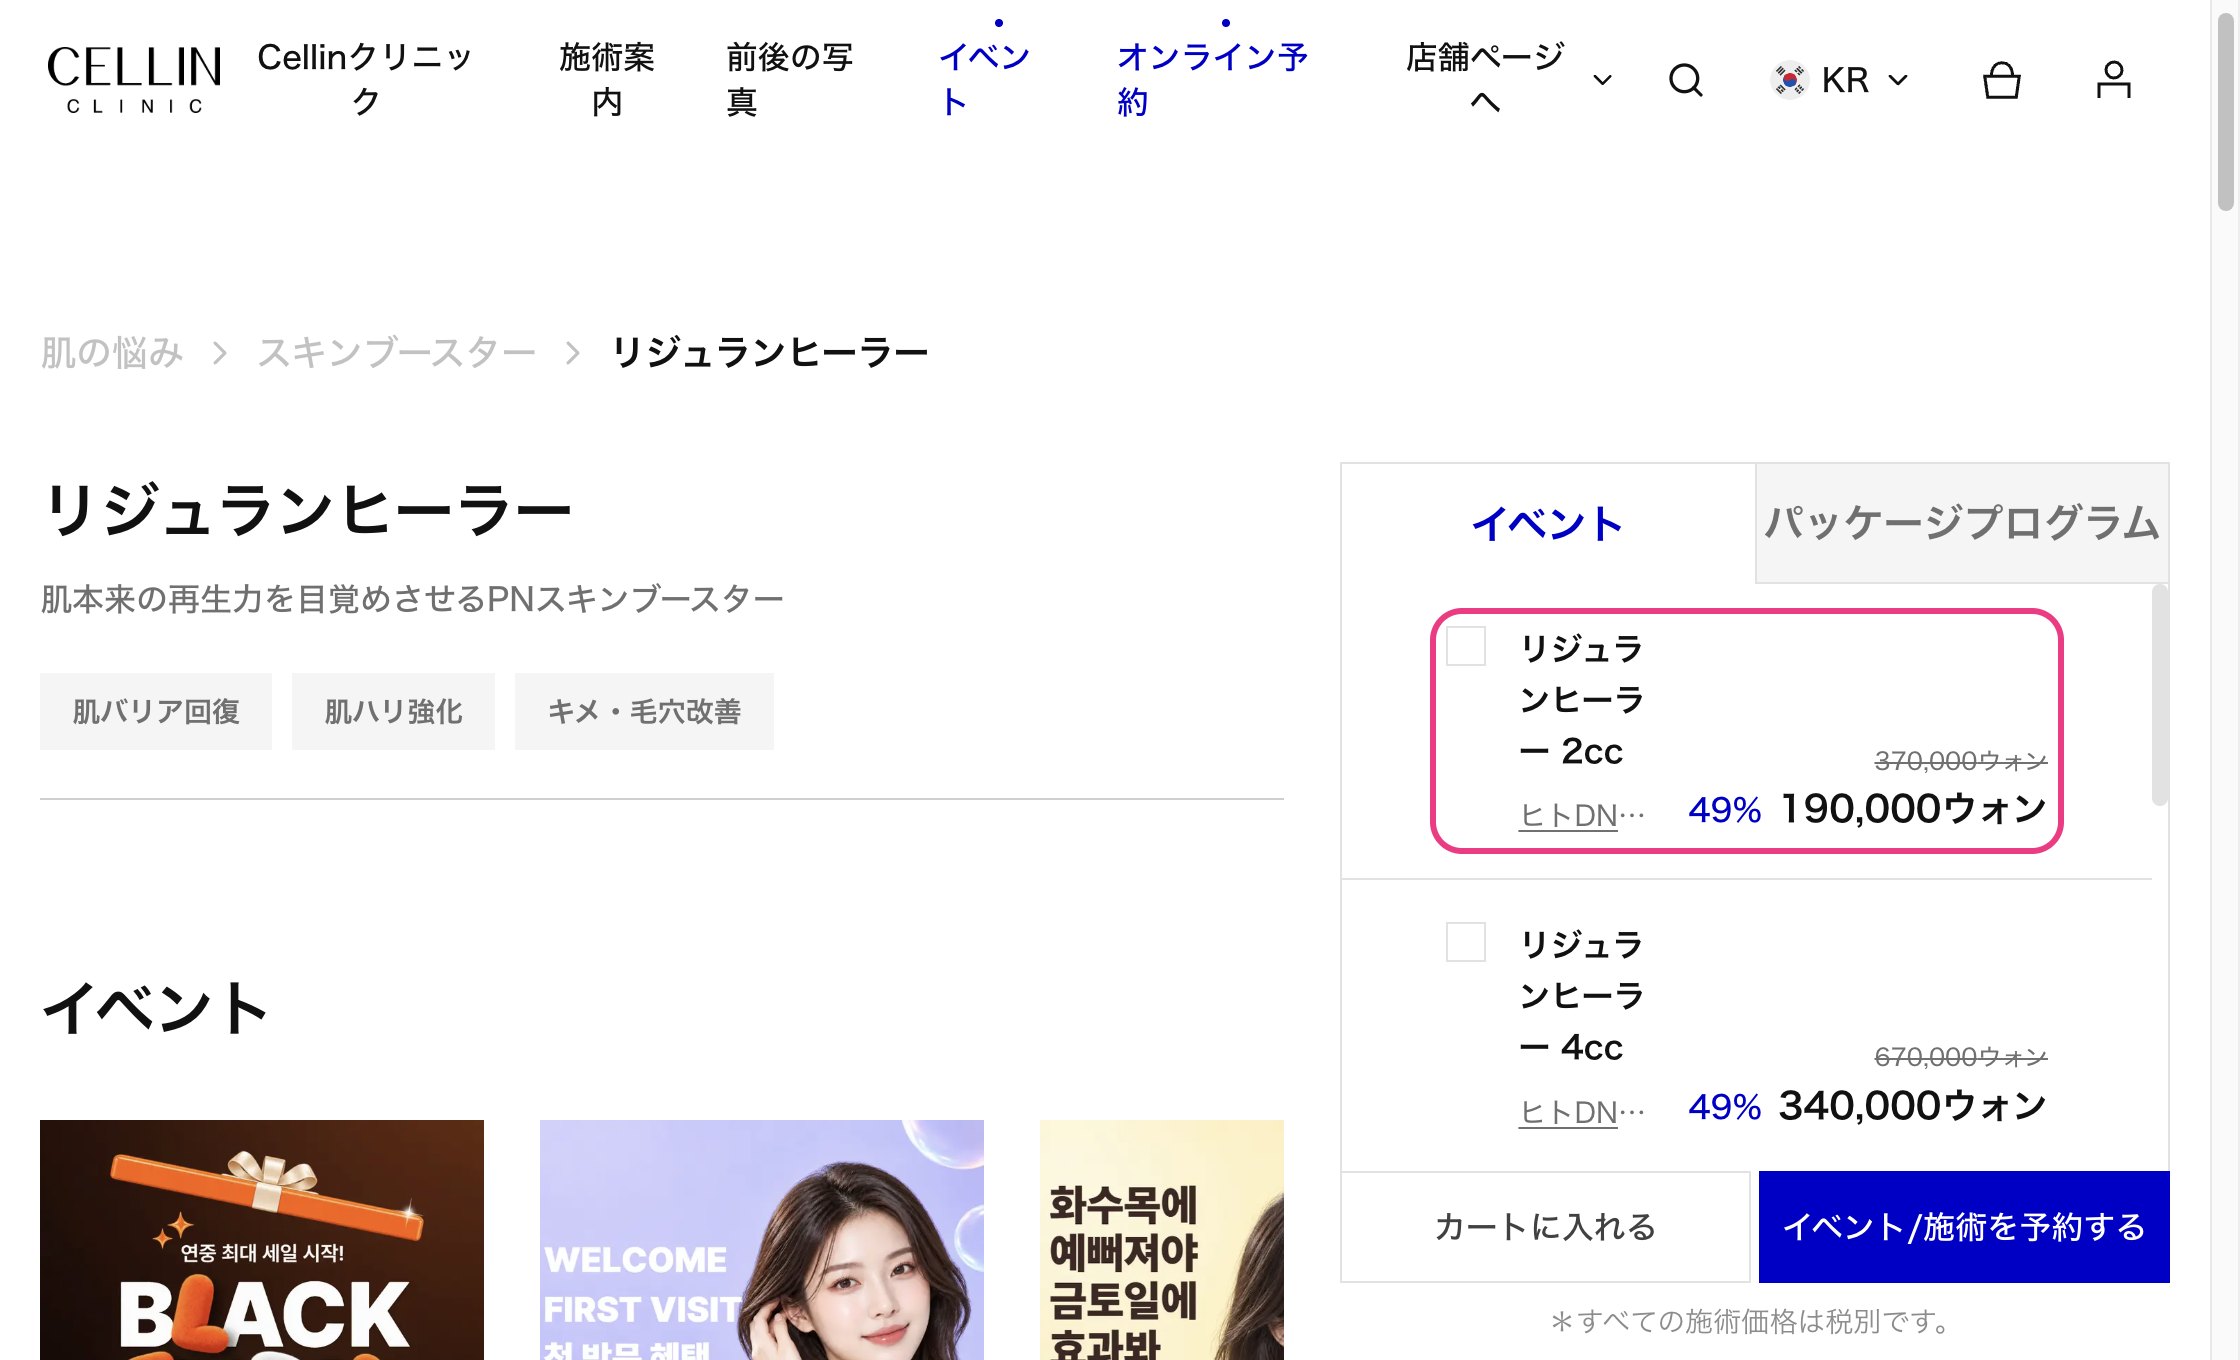 CELLIN
CLINIC
Cellinクリニッ
ク
施術案
内
前後の写
真
イベン
ト
オンライン予
約
店舗ページ
へ
KR
肌の悩み
スキンブースター
リジュランヒーラー
リジュランヒーラー
肌本来の再生力を目覚めさせるPNスキンブースター
肌バリア回復
肌ハリ強化
キメ・毛穴改善
イベント
パッケージプログラム
リジュラ
ンヒーラ
ー 2cc
ヒトDN…
370,000ウォン
49% 190,000ウォン
リジュラ
ンヒーラ
ー 4cc
ヒトDN…
670,000ウォン
49% 340,000ウォン
カートに入れる
イベント/施術を予約する
＊すべての施術価格は税別です。
イベント
연중 최대 세일 시작!
BLACK
WELCOME
FIRST VISIT
첫 방문 혜택
화수목에
예뻐져야
금토일에
효과봐